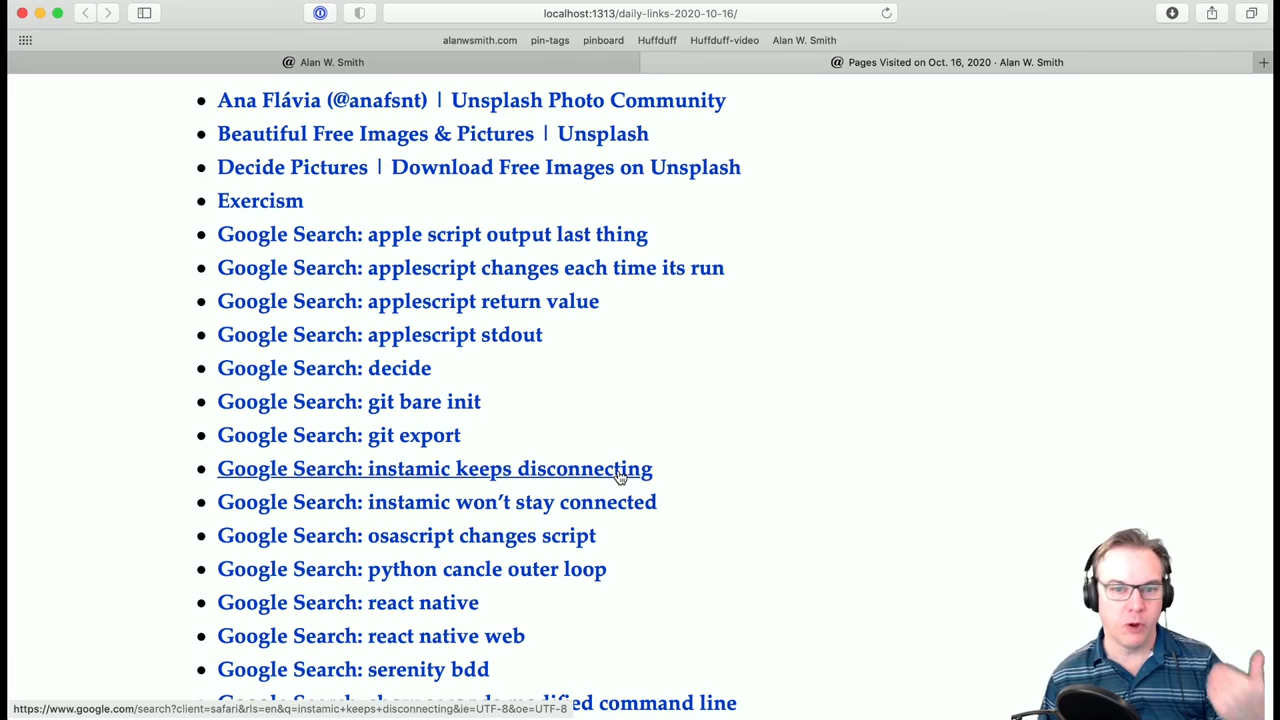 localhost:1313/daily-links-2020-10-16/
alanwsmith.com pin-tags pinboard Huffduff Huffduff-video Alan W. Smith
@ Alan W. Smith @ Pages Visited on Oct. 16, 2020 · Alan W. Smith
Ana Flávia (@anafsnt) | Unsplash Photo Community
Beautiful Free Images & Pictures | Unsplash
Decide Pictures | Download Free Images on Unsplash
Exercism
Google Search: apple script output last thing
Google Search: applescript changes each time its run
Google Search: applescript return value
Google Search: applescript stdout
Google Search: decide
Google Search: git bare init
Google Search: git export
Google Search: instamic keeps disconnecting
Google Search: instamic won’t stay connected
Google Search: osascript changes script
Google Search: python cancle outer loop
Google Search: react native
Google Search: react native web
Google Search: serenity bdd
command line
https://www.google.com/search?client=safari&rls=en&q=instamic+keeps+disconnecting&ie=UTF-8&oe=UTF-8